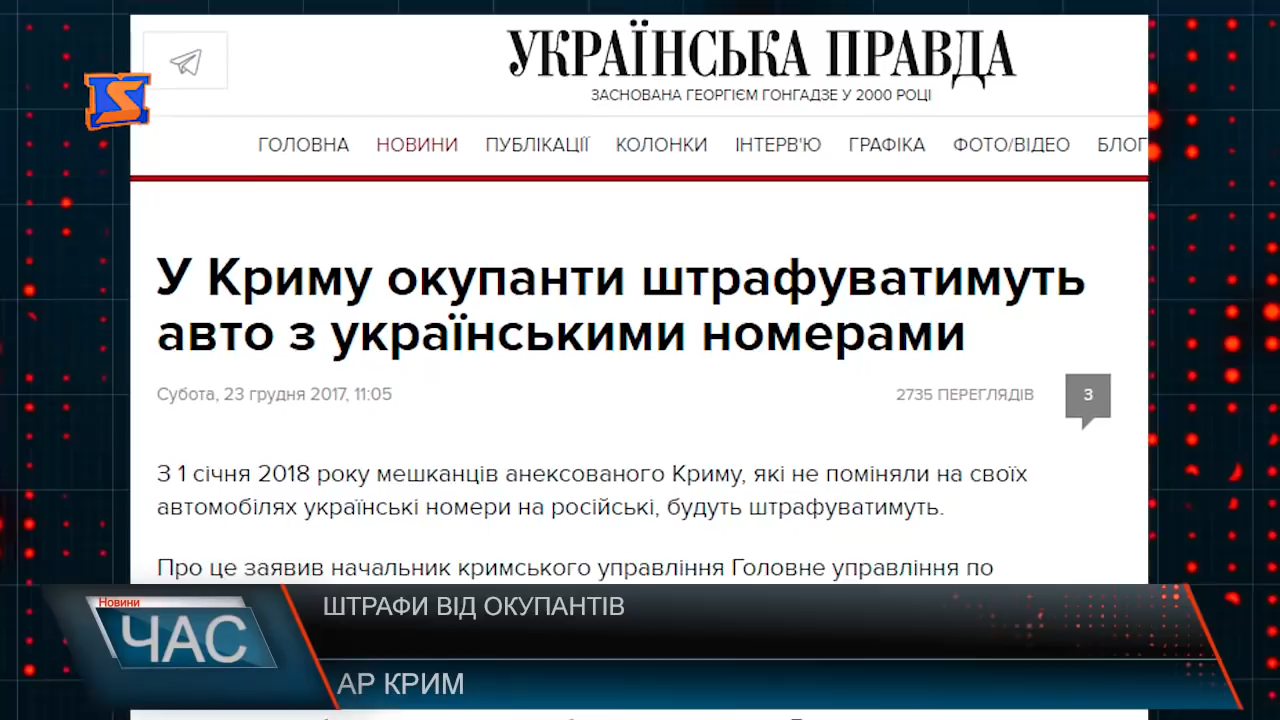 УКРАЇНСЬКА ПРАВДА
ЗАСНОВАНА ГЕОРГІЄМ ГОНГАДЗЕ У 2000 РОЦІ
ГОЛОВНА НОВИНИ ПУБЛІКАЦІЇ КОЛОНКИ ІНТЕРВ'Ю ГРАФІКА ФОТО/ВІДЕО БЛОГ
У Криму окупанти штрафуватимуть
авто з українськими номерами
Субота, 23 грудня 2017, 11:05 2735 ПЕРЕГЛЯДІВ 3
З 1 січня 2018 року мешканців анексованого Криму, які не поміняли на своїх
автомобілях українські номери на російські, будуть штрафуватимуть.
Про це заявив начальник кримського управління Головне управління по
Новини
ЧАС
ШТРАФИ ВІД ОКУПАНТІВ
АР КРИМ